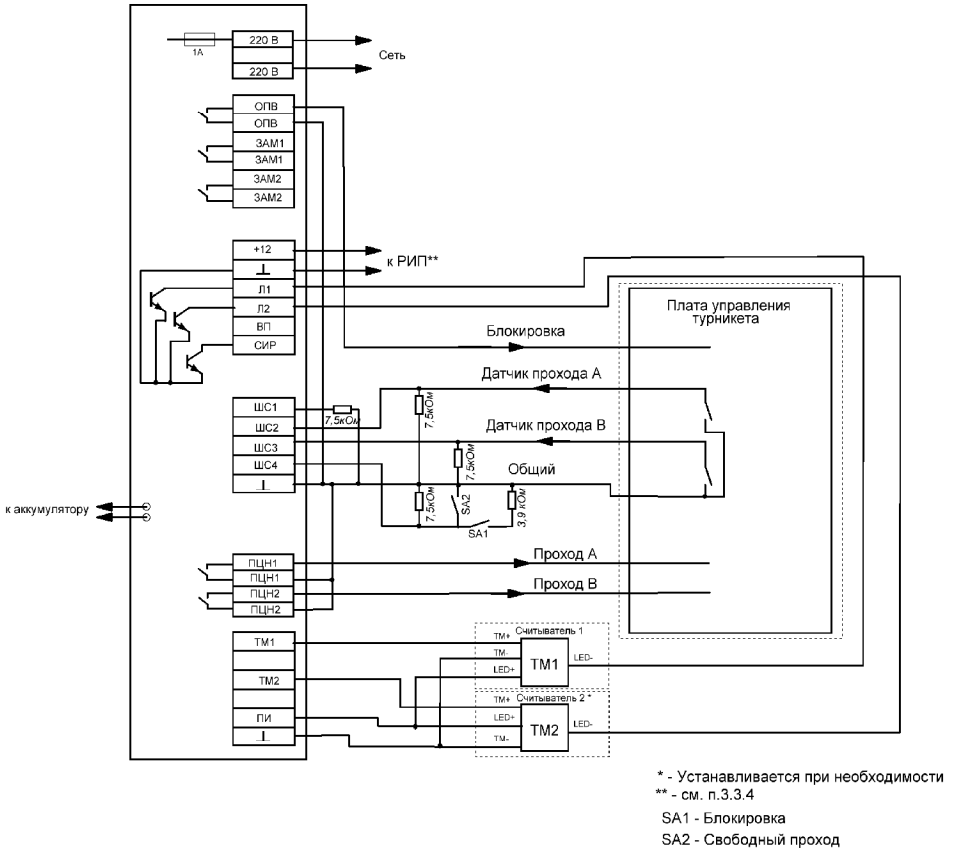 220 В
1А
Сеть
220 В
ОПВ
ОПВ
ЗАМ1
ЗАМ1
ЗАМ2
ЗАМ2
+12
⊥
к РИП**
Л1
Л2
ВП
СИР
Плата управления
турникета
Блокировка
Датчик прохода А
ШС1
7,5кОм
7,5кОм
ШС2
Датчик прохода В
ШС3
7,5кОм
ШС4
Общий
⊥
7,5кОм
SA2
3,9 кОм
SA1
к аккумулятору
ПЦН1
Проход А
ПЦН1
ПЦН2
Проход В
ПЦН2
ТМ1
ТМ2
ПИ
⊥
Считыватель 1
ТМ+
ТМ-
LED+
ТМ1
LED-
Считыватель 2 *
ТМ+
LED+
ТМ-
ТМ2
LED-
* - Устанавливается при необходимости
** - см. п.3.3.4
SA1 - Блокировка
SA2 - Свободный проход